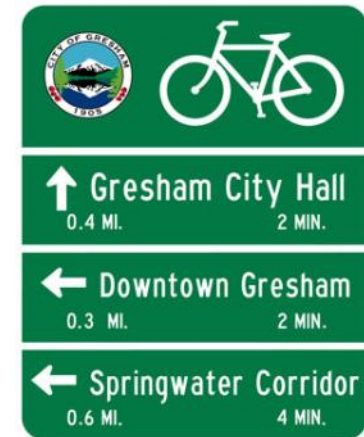 CITY OF GRESHAM
1905
Gresham City Hall
0.4 MI. 2 MIN.
Downtown Gresham
0.3 MI. 2 MIN.
Springwater Corridor
0.6 MI. 4 MIN.